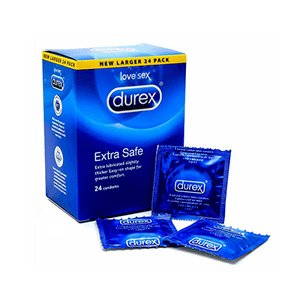 NEW LARGER 24 PACK
love sex
durex
Extra Safe
Extra lubricated slightly
thicker Easy-on shape for
greater comfort.
24 condoms
durex
durex
durex